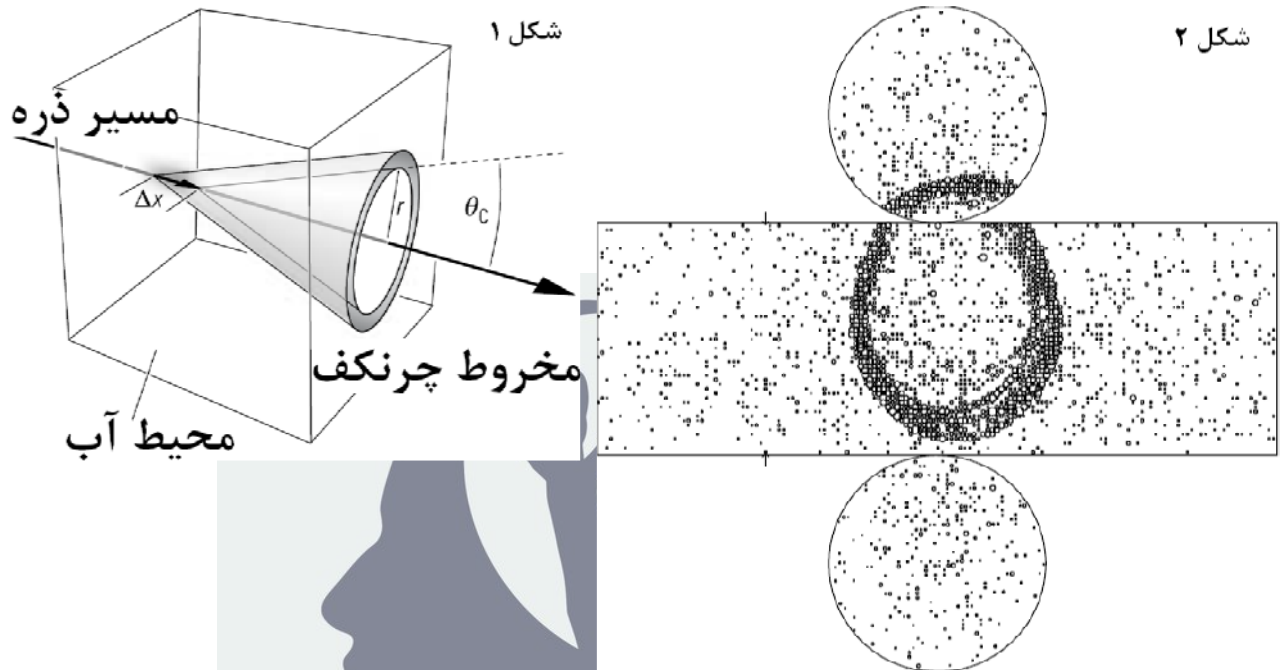 شکل ۱
مسیر ذره
Δx
r
θC
مخروط چرنکف
محیط آب
شکل ۲